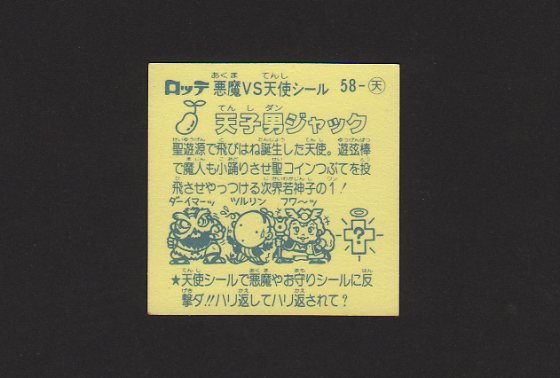 ロッテ 悪魔VS天使シール 58-天
天子男ジャック
聖遊源で飛びはね誕生した天使。遊弦棒
で魔人も小踊りさせ聖コインつぶてを投
飛させやっつける次界若神子の1!
ダーイマーッ ツルリン フワ〜ッ
?
★天使シールで悪魔やお守りシールに反
撃ダ!!ハリ返してハリ返されて?